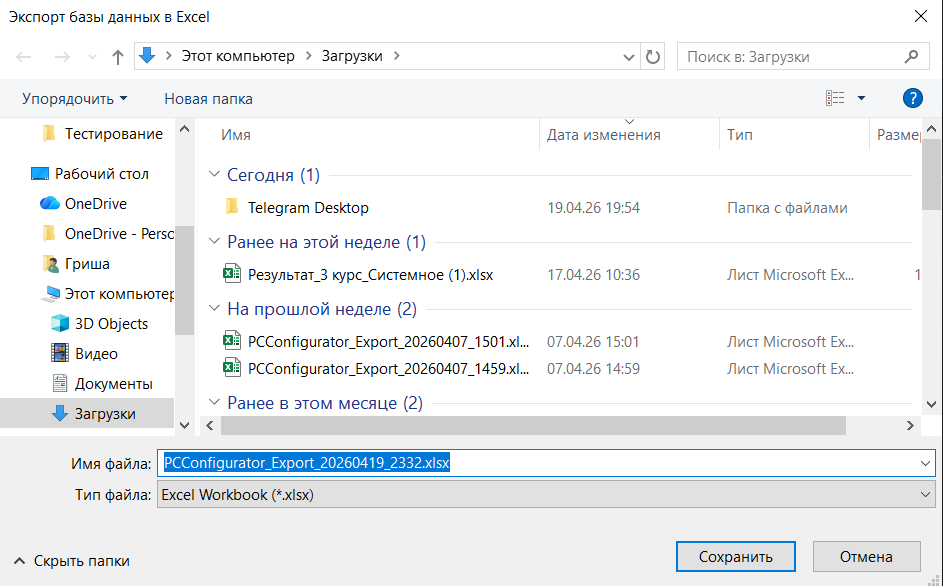 Экспорт базы данных в Excel
Этот компьютер Загрузки
Поиск в: Загрузки
Упорядочить Новая папка
?
Тестирование
Рабочий стол
OneDrive
OneDrive - Persc
Гриша
Этот компьютер
3D Objects
Видео
Документы
Загрузки
Имя Дата изменения Тип Размер
Сегодня (1)
Telegram Desktop 19.04.26 19:54 Папка с файлами
Ранее на этой неделе (1)
Результат_3 курс_Системное (1).xlsx 17.04.26 10:36 Лист Microsoft Ex... 1
На прошлой неделе (2)
PCConfigurator_Export_20260407_1501.xl... 07.04.26 15:01 Лист Microsoft Ex...
PCConfigurator_Export_20260407_1459.xl... 07.04.26 14:59 Лист Microsoft Ex...
Ранее в этом месяце (2)
Имя файла: PCConfigurator_Export_20260419_2332.xlsx
Тип файла: Excel Workbook (*.xlsx)
Скрыть папки
Сохранить Отмена